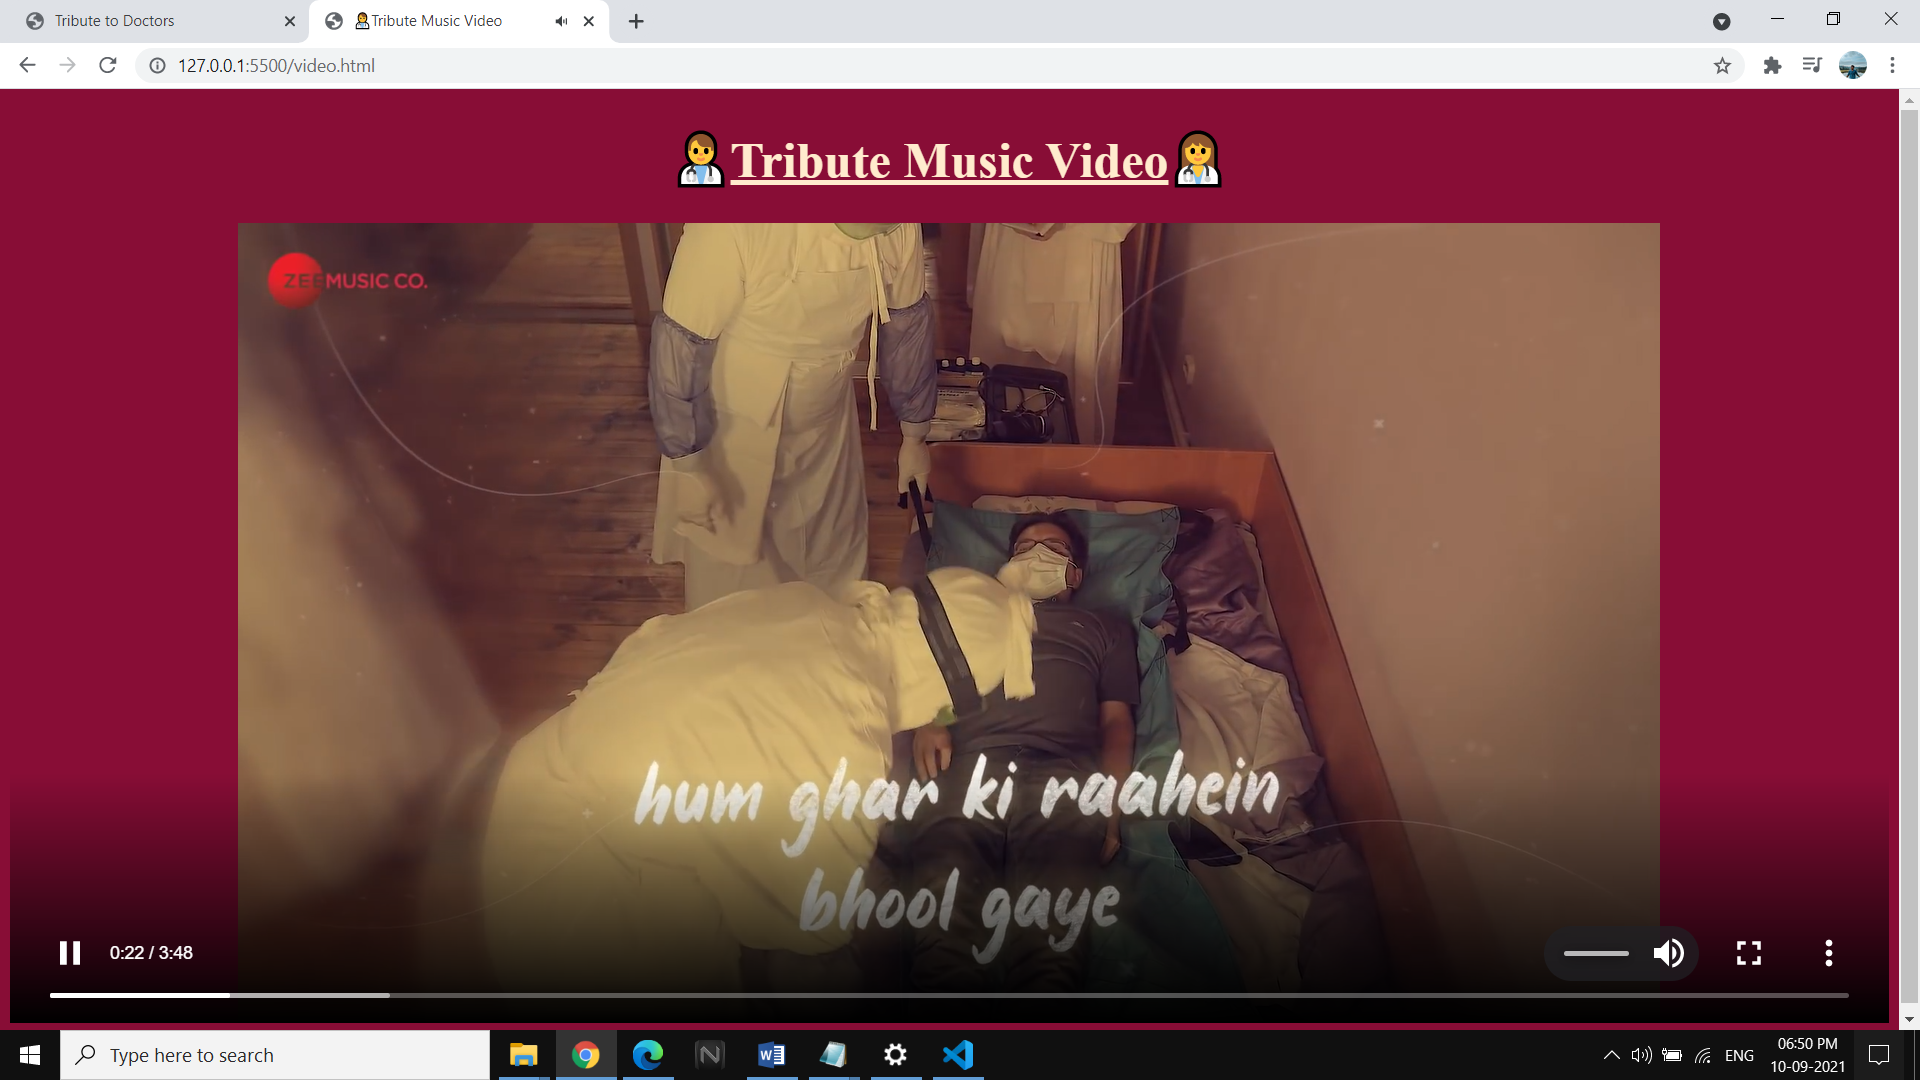 Tribute to Doctors
👨‍⚕️Tribute Music Video
127.0.0.1:5500/video.html
👨‍⚕️Tribute Music Video👩‍⚕️
ZEE MUSIC CO.
hum ghar ki raahein
bhool gaye
0:22 / 3:48
Type here to search
ENG
06:50 PM
10-09-2021